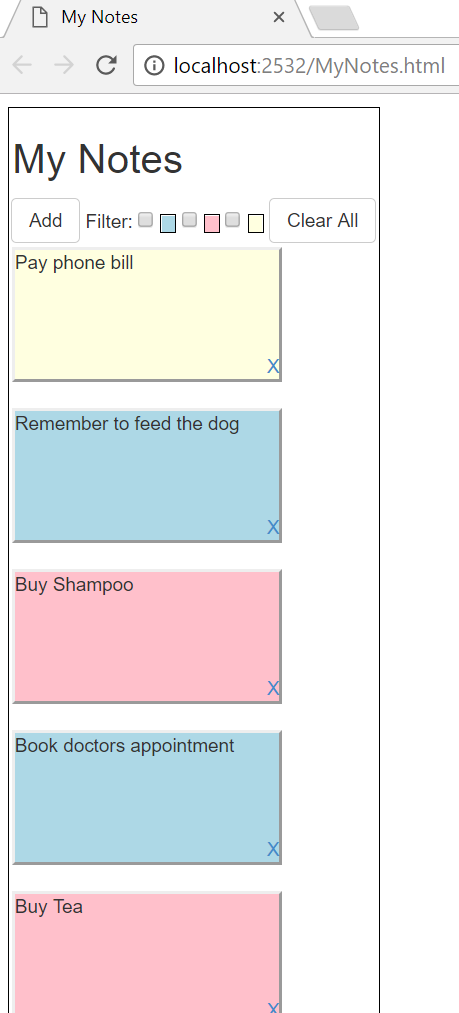 My Notes
localhost:2532/MyNotes.html
My Notes
Add Filter: Clear All
Pay phone bill
X
Remember to feed the dog
X
Buy Shampoo
X
Book doctors appointment
X
Buy Tea
X